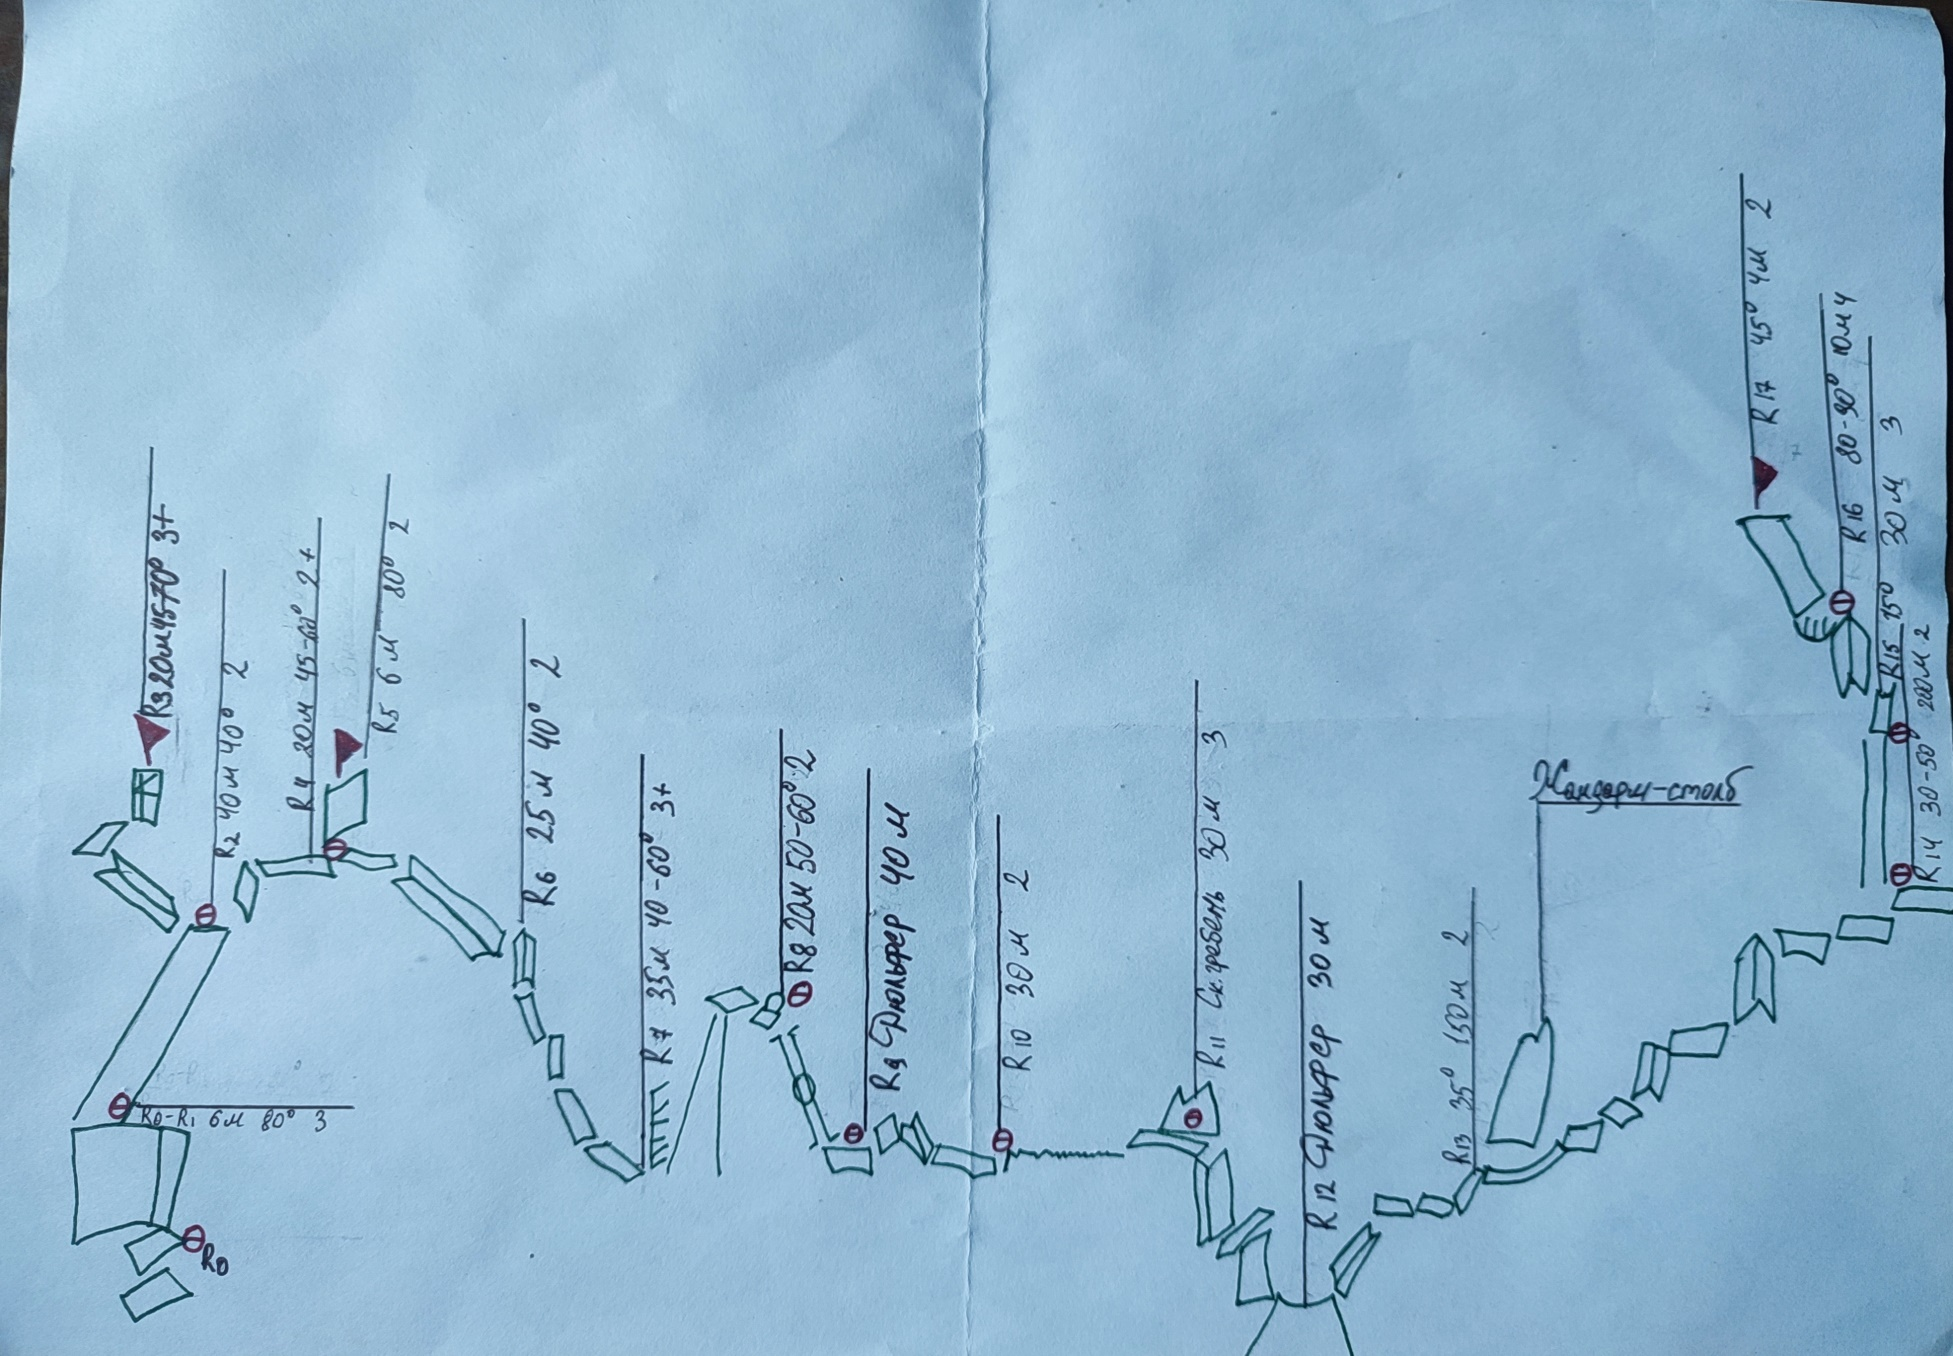 R0
R0-R1 6м 80° 3
R2 40м 40° 2
R3 20м 45-70° 3+
R4 20м 45-60° 2+
R5 6м 80° 2
R6 25м 40° 2
R7 35м 40-60° 3+
R8 20м 50-60° 2
R9 Дюльфер 40м
R10 30м 2
R11 Ск.гребень 30м 3
R12 Дюльфер 30м
R13 35° 150м 2
Жандарм-столб
R14 30-50° 200м 2
R15 150 30м 3
R16 80-90° 10м 4
R17 45° 4м 2